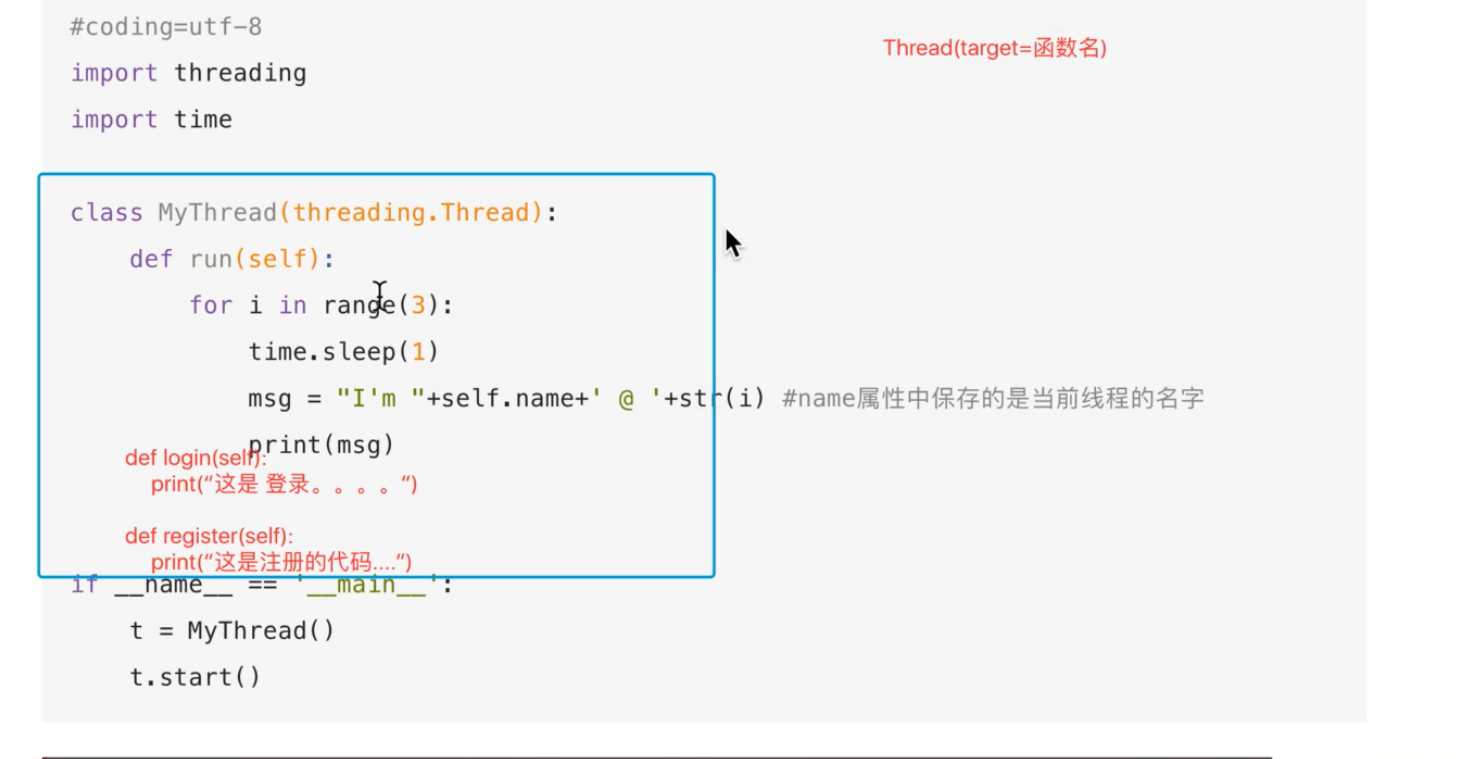 #coding=utf-8
Thread(target=函数名)
import threading
import time
class MyThread(threading.Thread):
    def run(self):
        for i in range(3):
            time.sleep(1)
            msg = "I'm "+self.name+' @ '+str(i) #name属性中保存的是当前线程的名字
            print(msg)
def login(self):
    print(“这是 登录。。。。”)
def register(self):
    print(“这是注册的代码....”)
if __name__ == '__main__':
    t = MyThread()
    t.start()